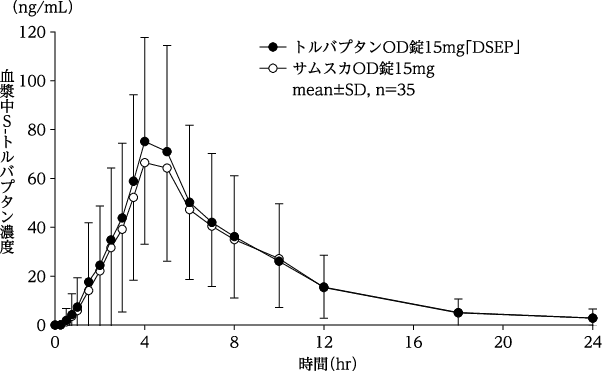 (ng/mL)
120
100
80
60
40
20
0
血漿中S-トルバプタン濃度
トルバプタンOD錠15mg「DSEP」
サムスカOD錠15mg
mean±SD, n=35
0 4 8 12 16 20 24
時間(hr)